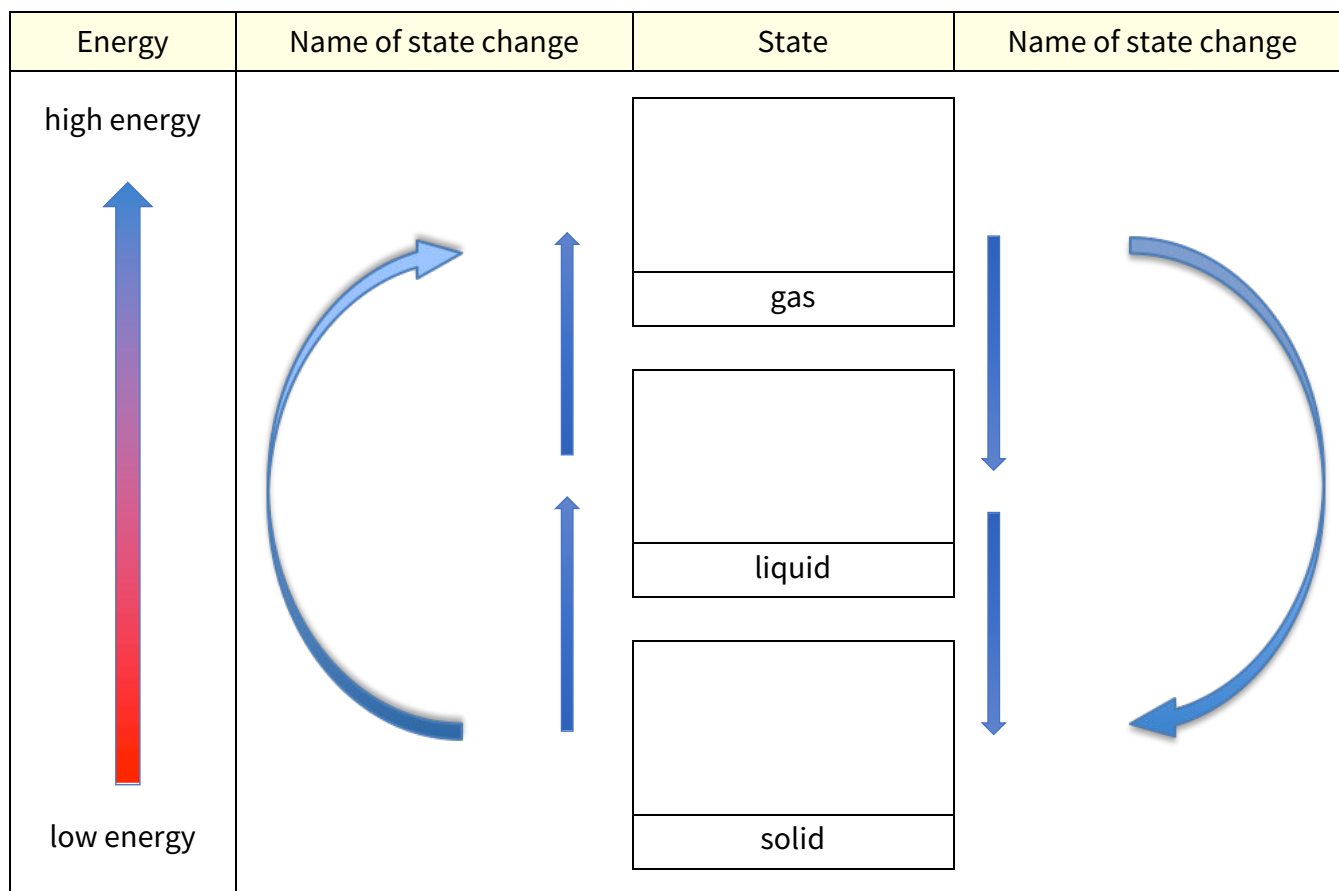 Energy
Name of state change
State
Name of state change
high energy
gas
liquid
low energy
solid